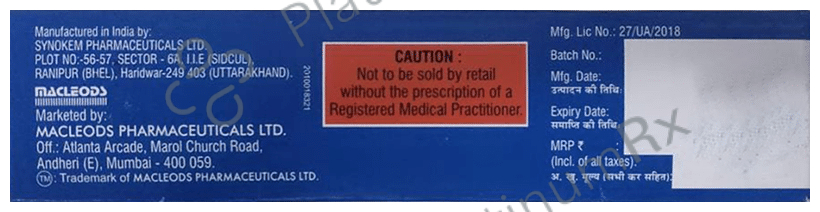 Manufactured in India by:
SYNOKEM PHARMACEUTICALS LTD
PLOT NO:-56-57, SECTOR - 6A, I.I.E (SIDCUL),
RANIPUR (BHEL), Haridwar-249 403 (UTTARAKHAND).
MACLEODS
Marketed by:
MACLEODS PHARMACEUTICALS LTD.
Off.: Atlanta Arcade, Marol Church Road,
Andheri (E), Mumbai - 400 059.
TM: Trademark of MACLEODS PHARMACEUTICALS LTD.
2010018321
CAUTION :
Not to be sold by retail
without the prescription of a
Registered Medical Practitioner.
Mfg. Lic No.: 27/UA/2018
Batch No.:
Mfg. Date:
उत्पादन की तिथि:
Expiry Date:
समाप्ति की तिथि:
MRP ₹ :
(Incl. of all taxes).
अ. खु. मूल्य (सभी कर सहित):
tinumRx